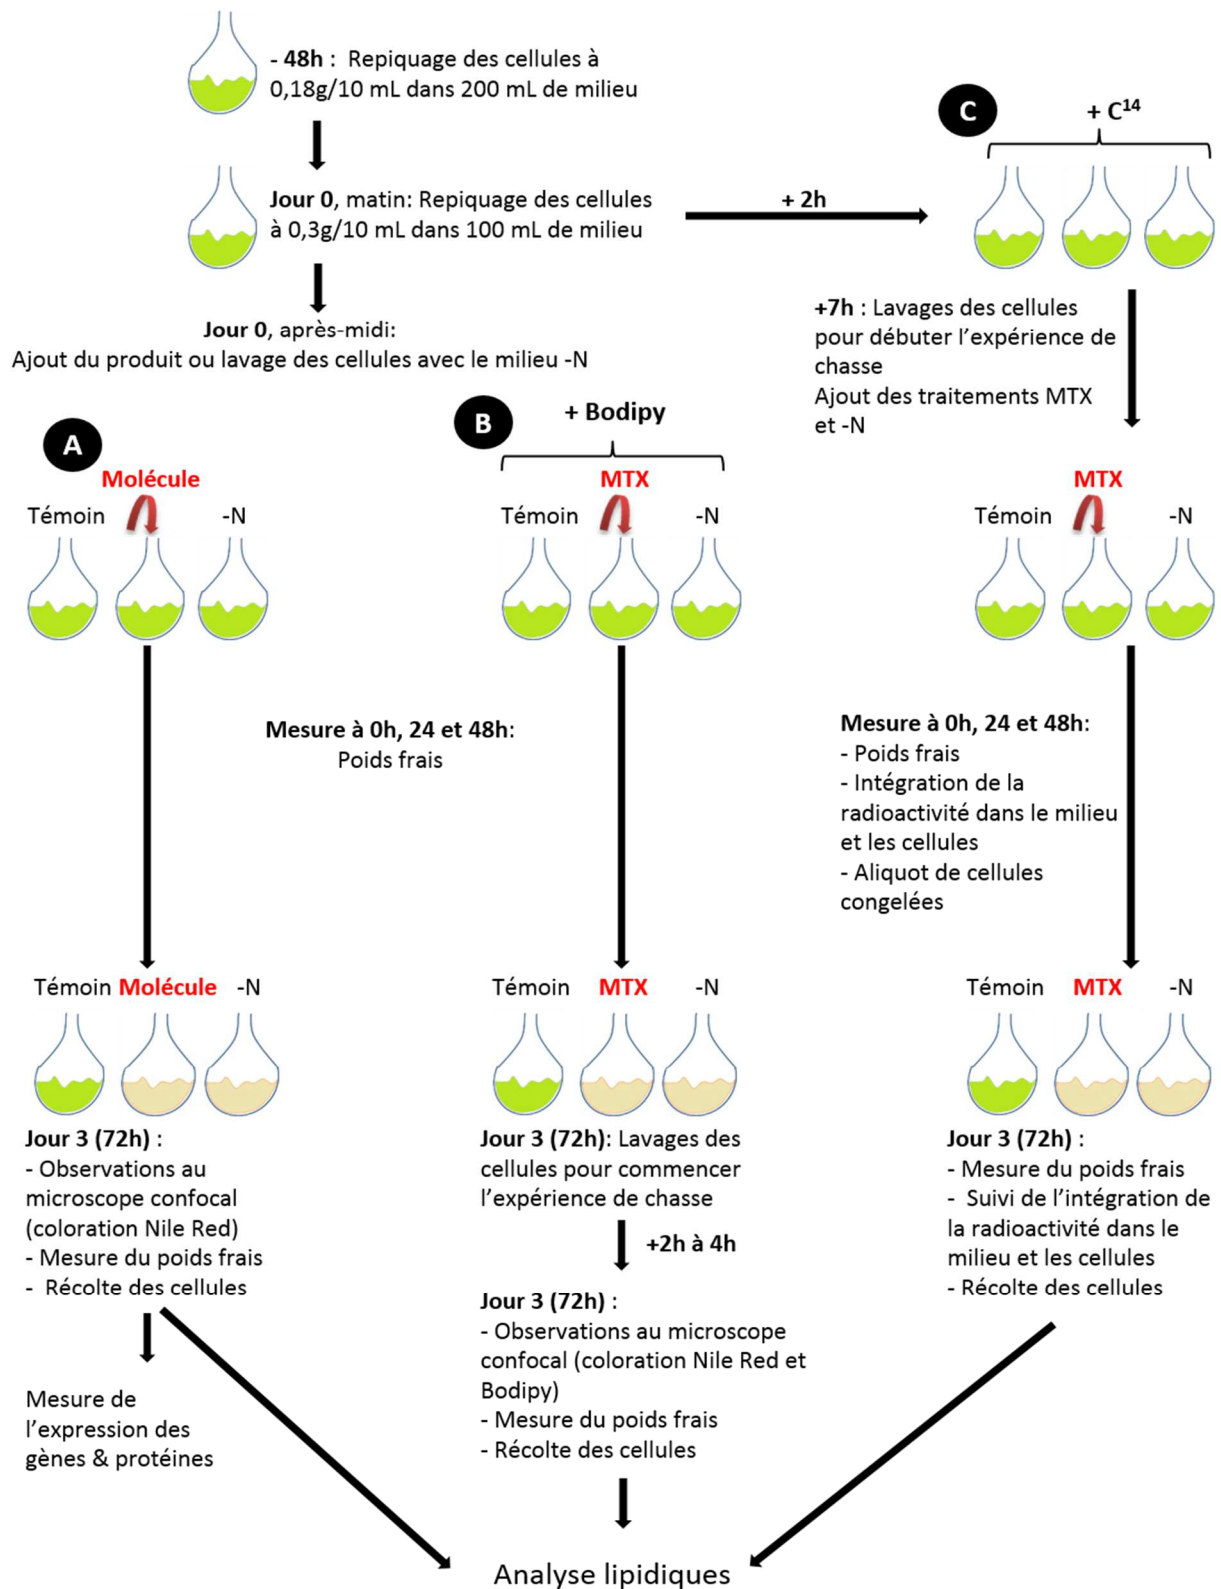 - 48h : Repiquage des cellules à
0,18g/10 mL dans 200 mL de milieu
Jour 0, matin: Repiquage des cellules
à 0,3g/10 mL dans 100 mL de milieu
+ 2h
C
+ C14
Jour 0, après-midi:
Ajout du produit ou lavage des cellules avec le milieu -N
+7h : Lavages des cellules
pour débuter l'expérience de
chasse
Ajout des traitements MTX
et -N
A
Molécule
Témoin
-N
B
+ Bodipy
MTX
Témoin
-N
MTX
Témoin
-N
Mesure à 0h, 24 et 48h:
Poids frais
Mesure à 0h, 24 et 48h:
- Poids frais
- Intégration de la
radioactivité dans le milieu
et les cellules
- Aliquot de cellules
congelées
Témoin Molécule -N
Jour 3 (72h) :
- Observations au
microscope confocal
(coloration Nile Red)
- Mesure du poids frais
- Récolte des cellules
Mesure de
l'expression des
gènes & protéines
Témoin MTX -N
Jour 3 (72h): Lavages des
cellules pour commencer
l'expérience de chasse
+2h à 4h
Jour 3 (72h) :
- Observations au microscope
confocal (coloration Nile Red et
Bodipy)
- Mesure du poids frais
- Récolte des cellules
Témoin MTX -N
Jour 3 (72h) :
- Mesure du poids frais
- Suivi de l'intégration de
la radioactivité dans le
milieu et les cellules
- Récolte des cellules
Analyse lipidiques